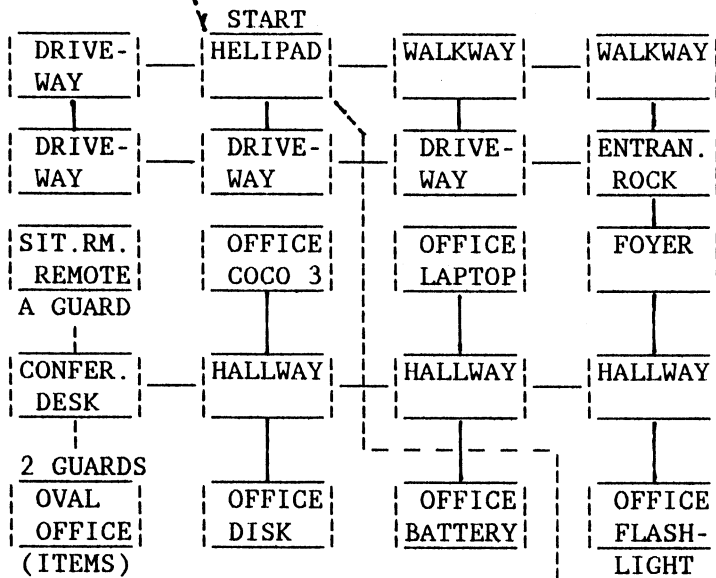 START
DRIVE- HELIPAD WALKWAY WALKWAY
WAY
DRIVE- DRIVE- DRIVE- ENTRAN.
WAY WAY WAY ROCK
SIT.RM. OFFICE OFFICE FOYER
REMOTE COCO 3 LAPTOP
A GUARD
CONFER. HALLWAY HALLWAY HALLWAY
DESK
2 GUARDS
OVAL OFFICE OFFICE OFFICE
OFFICE DISK BATTERY FLASH-
(ITEMS) LIGHT